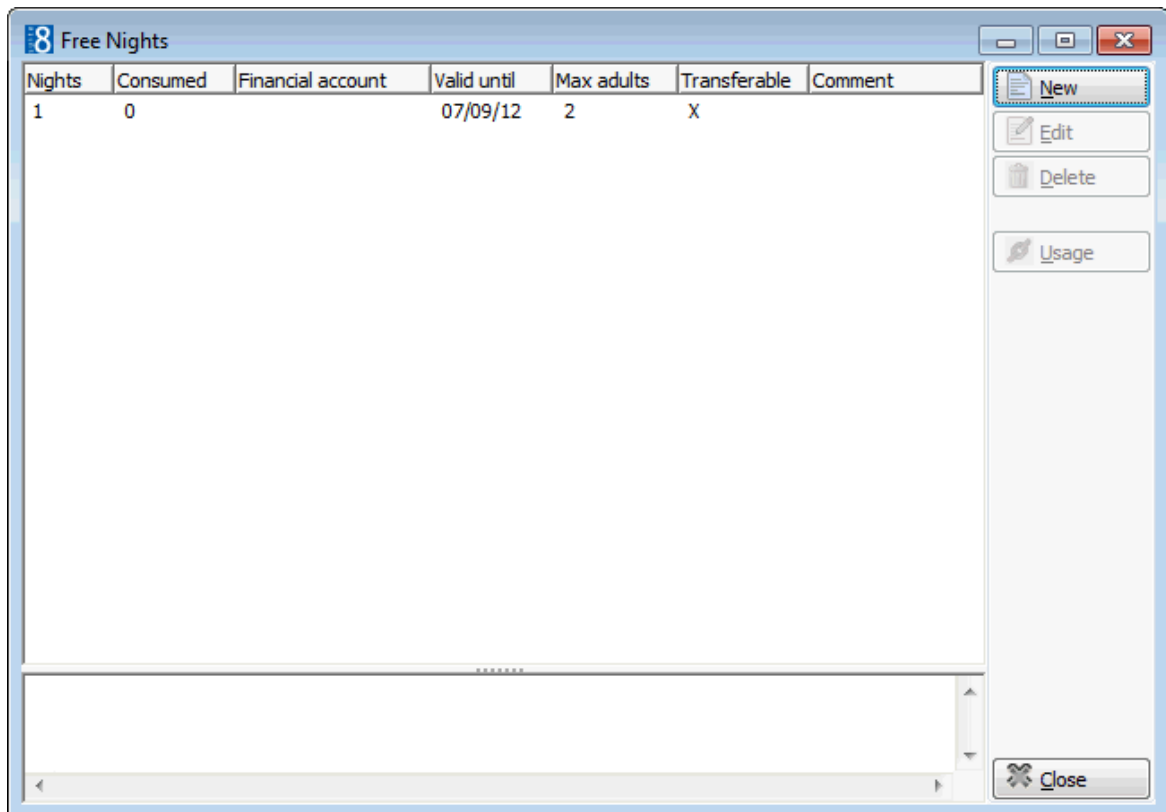 8 Free Nights
Nights Consumed Financial account Valid until Max adults Transferable Comment
1 0 07/09/12 2 X
New
Edit
Delete
Usage
Close